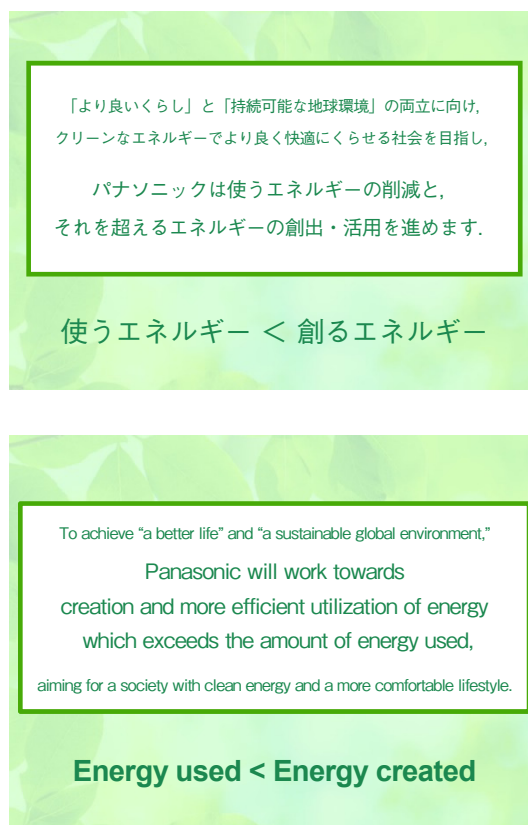 「より良いくらし」と「持続可能な地球環境」の両立に向け,
クリーンなエネルギーでより良く快適にくらせる社会を目指し,
パナソニックは使うエネルギーの削減と,
それを超えるエネルギーの創出・活用を進めます.
使うエネルギー < 創るエネルギー
To achieve “a better life” and “a sustainable global environment,”
Panasonic will work towards
creation and more efficient utilization of energy
which exceeds the amount of energy used,
aiming for a society with clean energy and a more comfortable lifestyle.
Energy used < Energy created